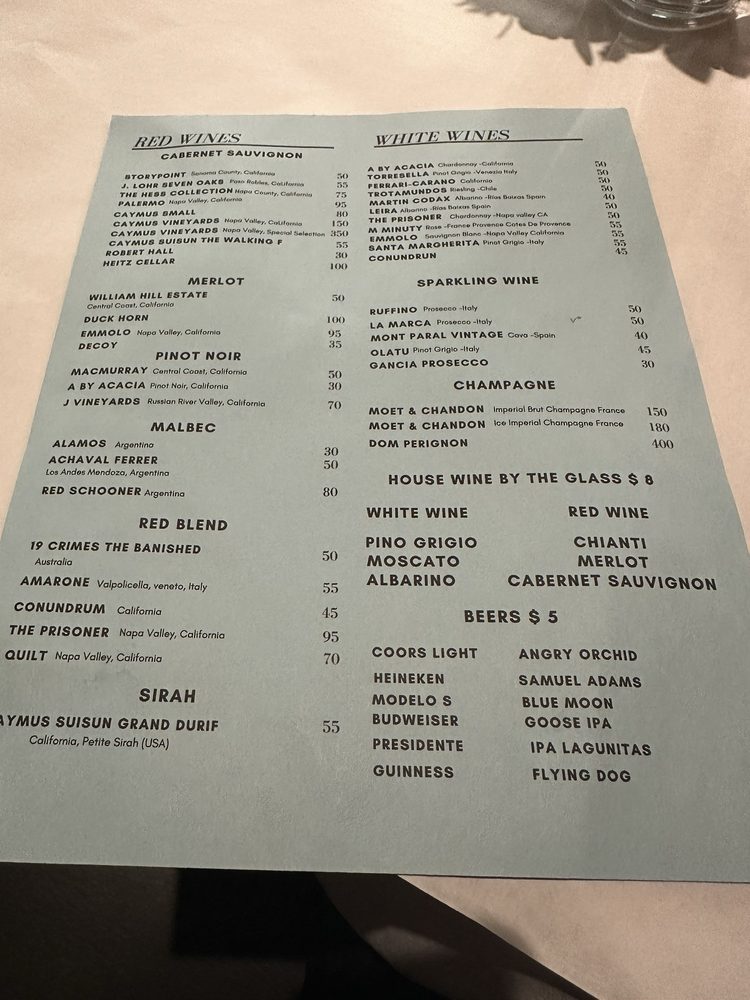 RED WINES
CABERNET SAUVIGNON
STORYPOINT Sonoma County, California 50
J. LOHR SEVEN OAKS Paso Robles, California 55
THE HESS COLLECTION Napa County, California 75
PALERMO Napa Valley, California 95
CAYMUS SMALL 80
CAYMUS VINEYARDS Napa Valley, California 150
CAYMUS VINEYARDS Napa Valley, Special Selection 350
CAYMUS SUISUN THE WALKING F 55
ROBERT HALL 30
HEITZ CELLAR 100
MERLOT
WILLIAM HILL ESTATE 50
Central Coast, California
DUCK HORN 100
EMMOLO Napa Valley, California 95
DECOY 35
PINOT NOIR
MACMURRAY Central Coast, California 50
A BY ACACIA Pinot Noir, California 30
J VINEYARDS Russian River Valley, California 70
MALBEC
ALAMOS Argentina 30
ACHAVAL FERRER 50
Los Andes Mendoza, Argentina
RED SCHOONER Argentina 80
RED BLEND
19 CRIMES THE BANISHED 50
Australia
AMARONE Valpolicella, veneto, Italy 55
CONUNDRUM California 45
THE PRISONER Napa Valley, California 95
QUILT Napa Valley, California 70
SIRAH
AYMUS SUISUN GRAND DURIF 55
California, Petite Sirah (USA)
WHITE WINES
A BY ACACIA Chardonnay -California 50
TORREBELLA Pinot Grigio -Venezia Italy 50
FERRARI-CARANO California 50
TROTAMUNDOS Riesling -Chile 50
MARTIN CODAX Albarino -Rias Baixas Spain 40
LEIRA Albarino -Rias Baixas Spain 50
THE PRISONER Chardonnay -Napa valley CA 50
M MINUTY Rose -France Provence Cotes De Provence 55
EMMOLO Sauvignon Blanc -Napa Valley California 55
SANTA MARGHERITA Pinot Grigio -Italy 55
CONUNDRUM 45
SPARKLING WINE
RUFFINO Prosecco -Italy 50
LA MARCA Prosecco -Italy 50
MONT PARAL VINTAGE Cava -Spain 40
OLATU Pinot Grigio -Italy 45
GANCIA PROSECCO 30
CHAMPAGNE
MOET & CHANDON Imperial Brut Champagne France 150
MOET & CHANDON Ice Imperial Champagne France 180
DOM PERIGNON 400
HOUSE WINE BY THE GLASS $ 8
WHITE WINE RED WINE
PINO GRIGIO CHIANTI
MOSCATO MERLOT
ALBARINO CABERNET SAUVIGNON
BEERS $ 5
COORS LIGHT ANGRY ORCHID
HEINEKEN SAMUEL ADAMS
MODELO S BLUE MOON
BUDWEISER GOOSE IPA
PRESIDENTE IPA LAGUNITAS
GUINNESS FLYING DOG